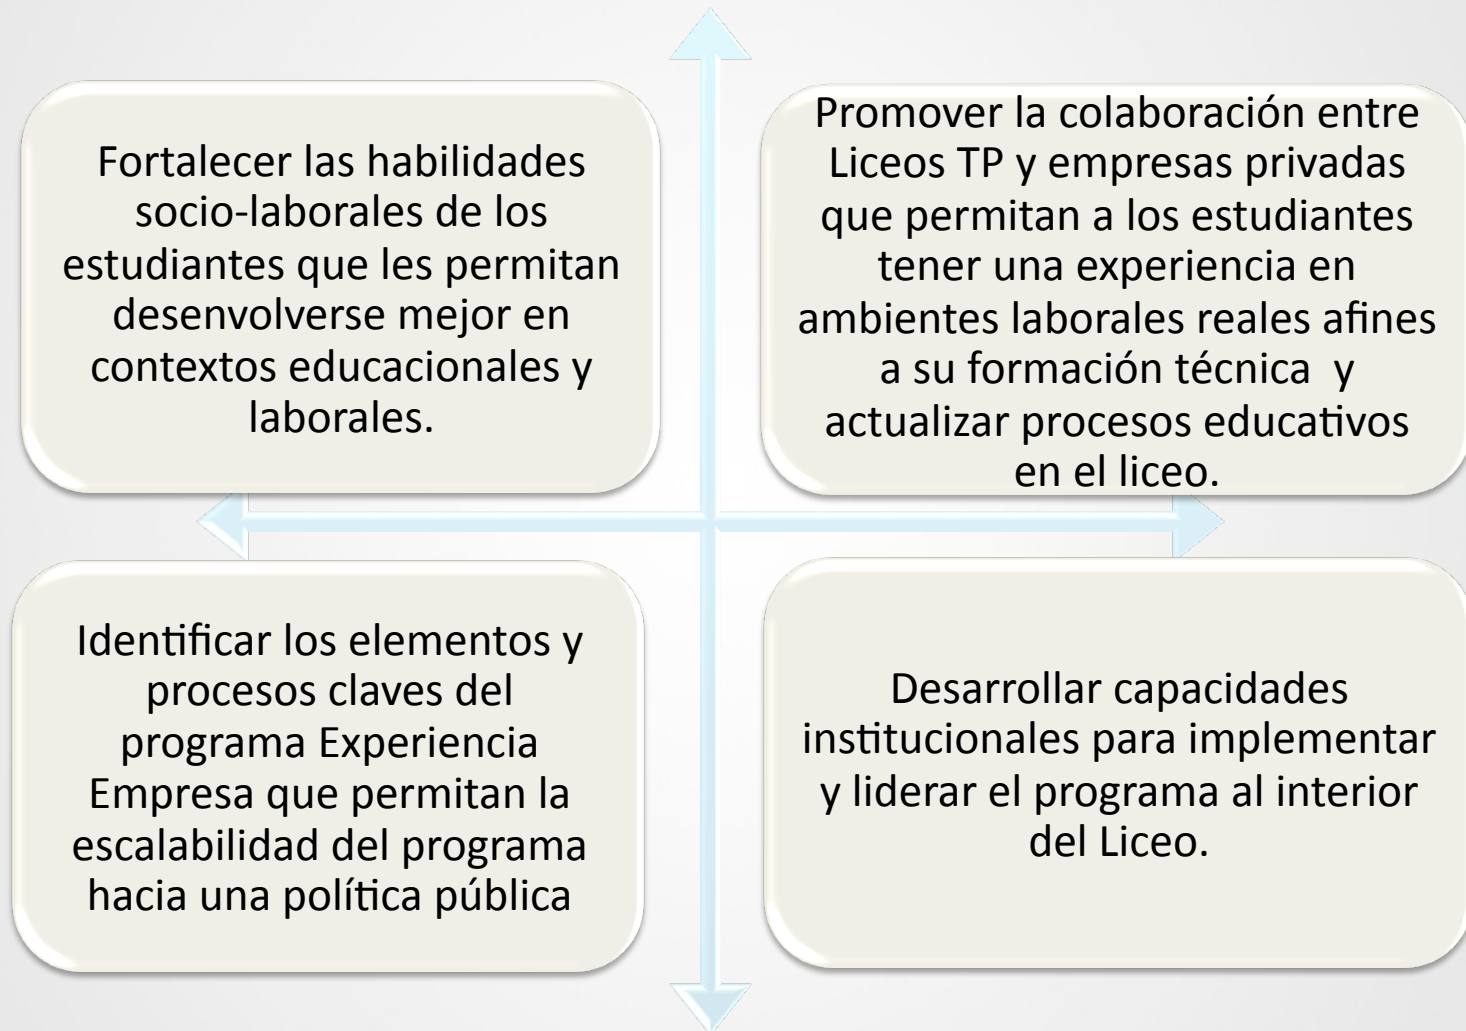 Fortalecer las habilidades
socio-laborales de los
estudiantes que les permitan
desenvolverse mejor en
contextos educacionales y
laborales.
Promover la colaboración entre
Liceos TP y empresas privadas
que permitan a los estudiantes
tener una experiencia en
ambientes laborales reales afines
a su formación técnica  y
actualizar procesos educativos
en el liceo.
Identificar los elementos y
procesos claves del
programa Experiencia
Empresa que permitan la
escalabilidad del programa
hacia una política pública
Desarrollar capacidades
institucionales para implementar
y liderar el programa al interior
del Liceo.